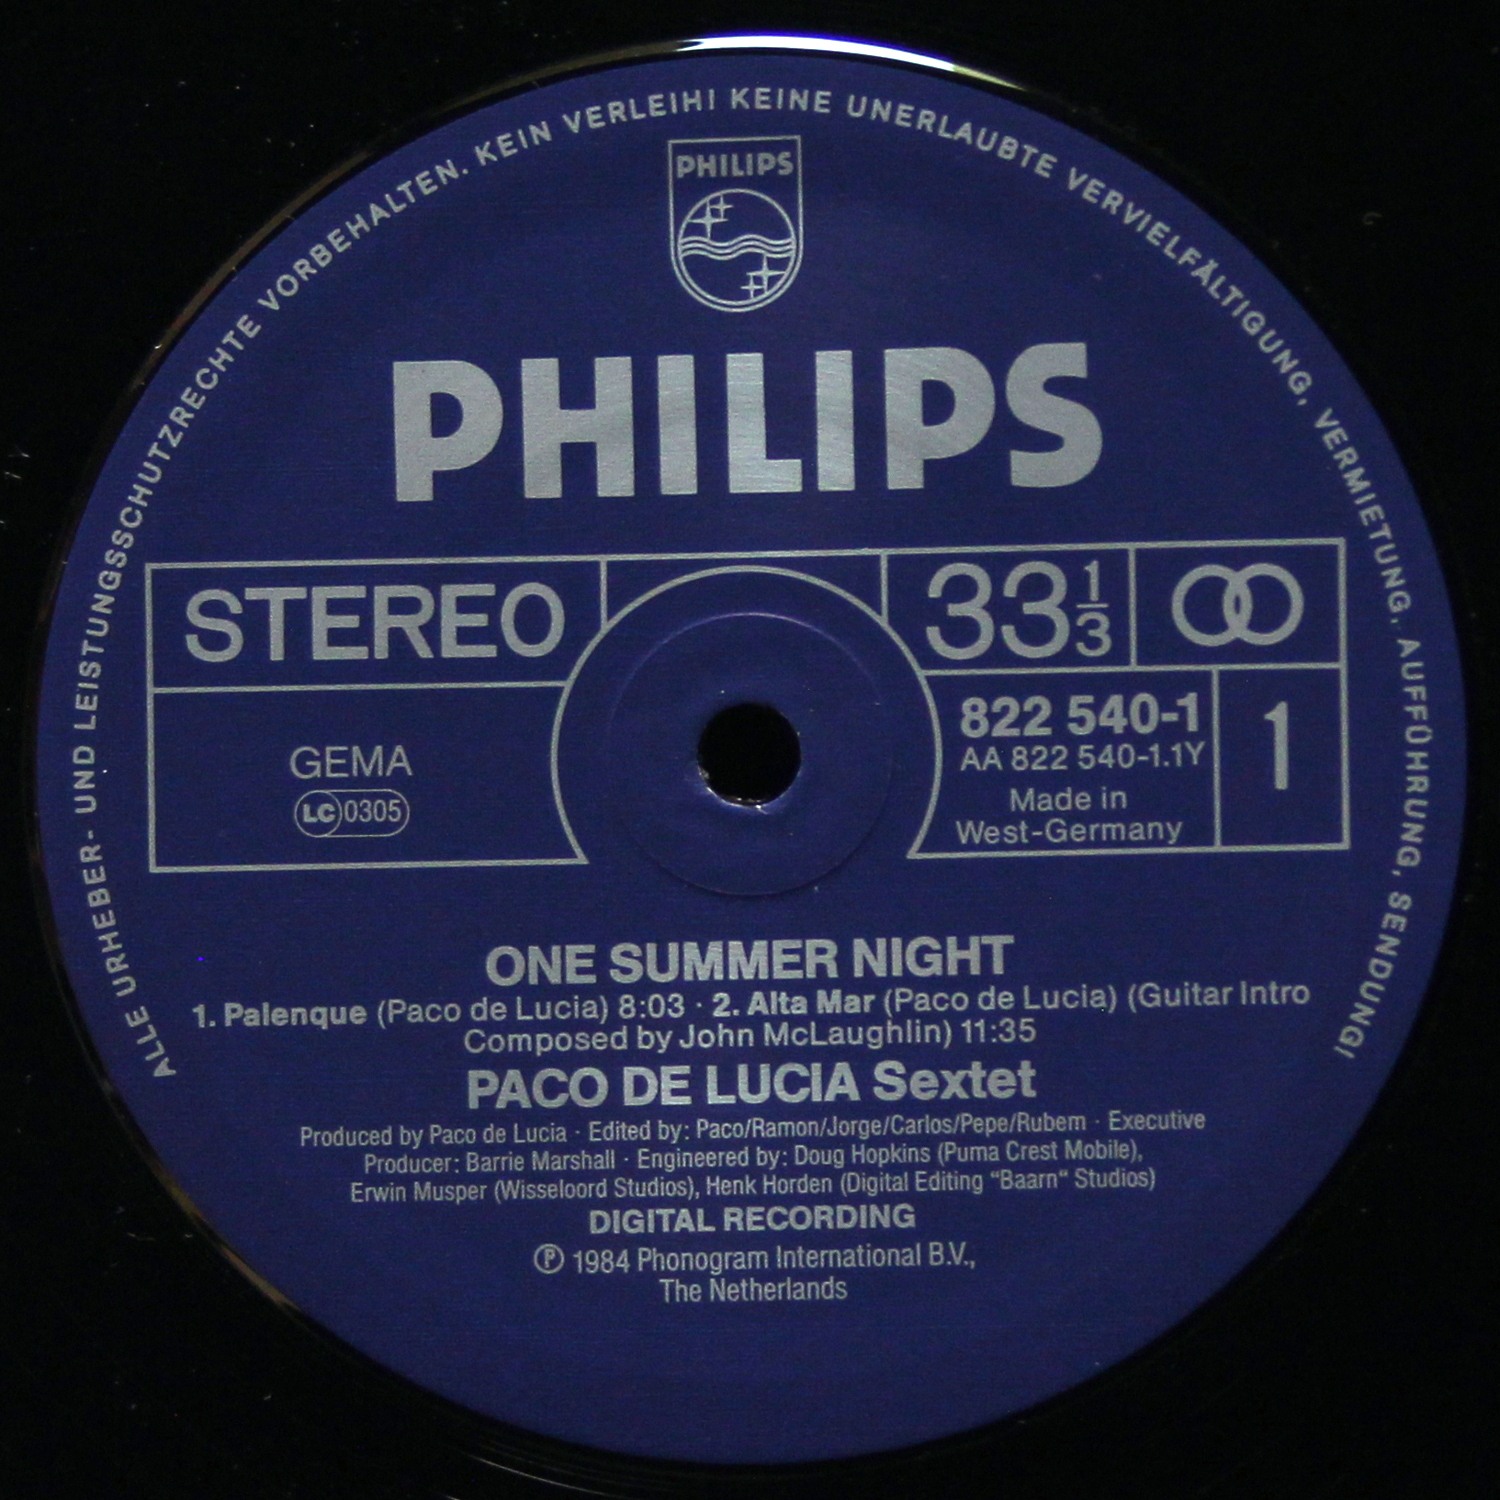 ALLE URHEBER- UND LEISTUNGSSCHUTZRECHTE VORBEHALTEN. KEIN VERLEIH! KEINE UNERLAUBTE VERVIELFÄLTIGUNG, VERMIETUNG, AUFFÜHRUNG, SENDUNG!
PHILIPS
PHILIPS
STEREO
33 1/3
GEMA
LC 0305
822 540-1
AA 822 540-1.1Y
Made in
West-Germany
1
ONE SUMMER NIGHT
1. Palenque (Paco de Lucia) 8:03 · 2. Alta Mar (Paco de Lucia) (Guitar Intro
Composed by John McLaughlin) 11:35
PACO DE LUCIA Sextet
Produced by Paco de Lucia · Edited by: Paco/Ramon/Jorge/Carlos/Pepe/Rubem · Executive
Producer: Barrie Marshall · Engineered by: Doug Hopkins (Puma Crest Mobile),
Erwin Musper (Wisseloord Studios), Henk Horden (Digital Editing "Baarn" Studios)
DIGITAL RECORDING
℗ 1984 Phonogram International B.V.,
The Netherlands